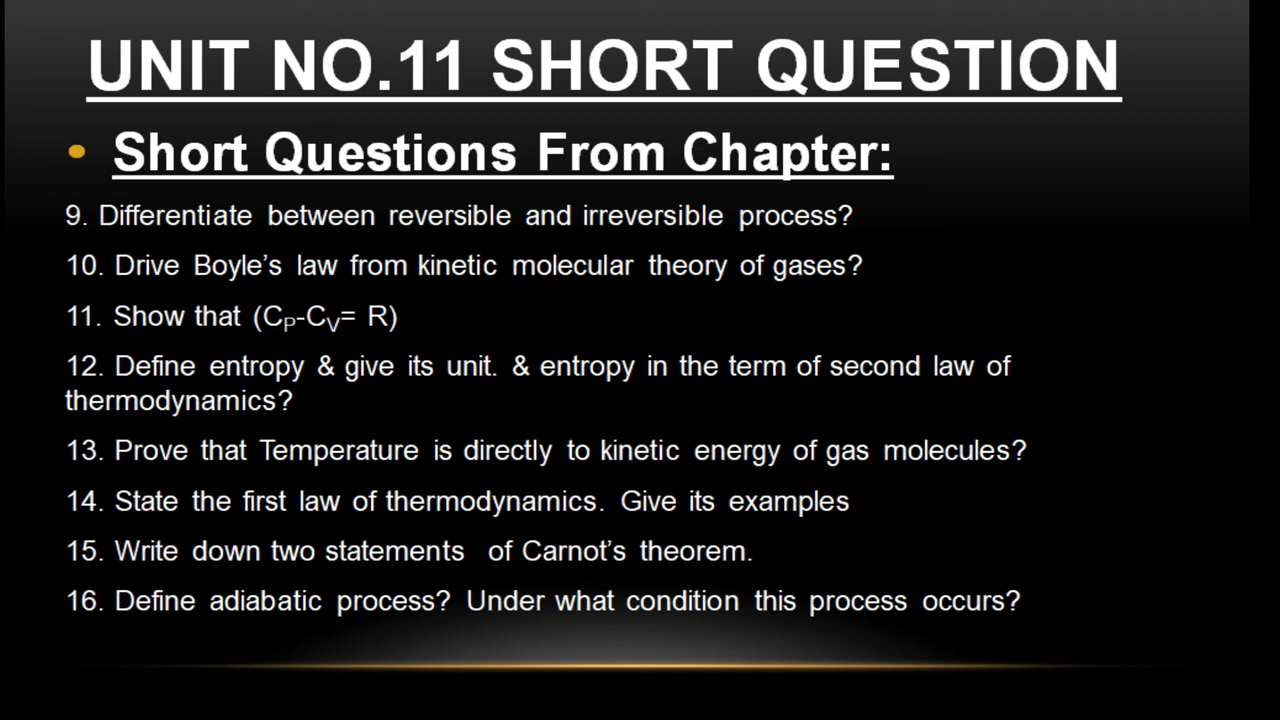 UNIT NO.11 SHORT QUESTION
• Short Questions From Chapter:
9. Differentiate between reversible and irreversible process?
10. Drive Boyle’s law from kinetic molecular theory of gases?
11. Show that (CP-CV= R)
12. Define entropy & give its unit. & entropy in the term of second law of
thermodynamics?
13. Prove that Temperature is directly to kinetic energy of gas molecules?
14. State the first law of thermodynamics. Give its examples
15. Write down two statements of Carnot’s theorem.
16. Define adiabatic process? Under what condition this process occurs?